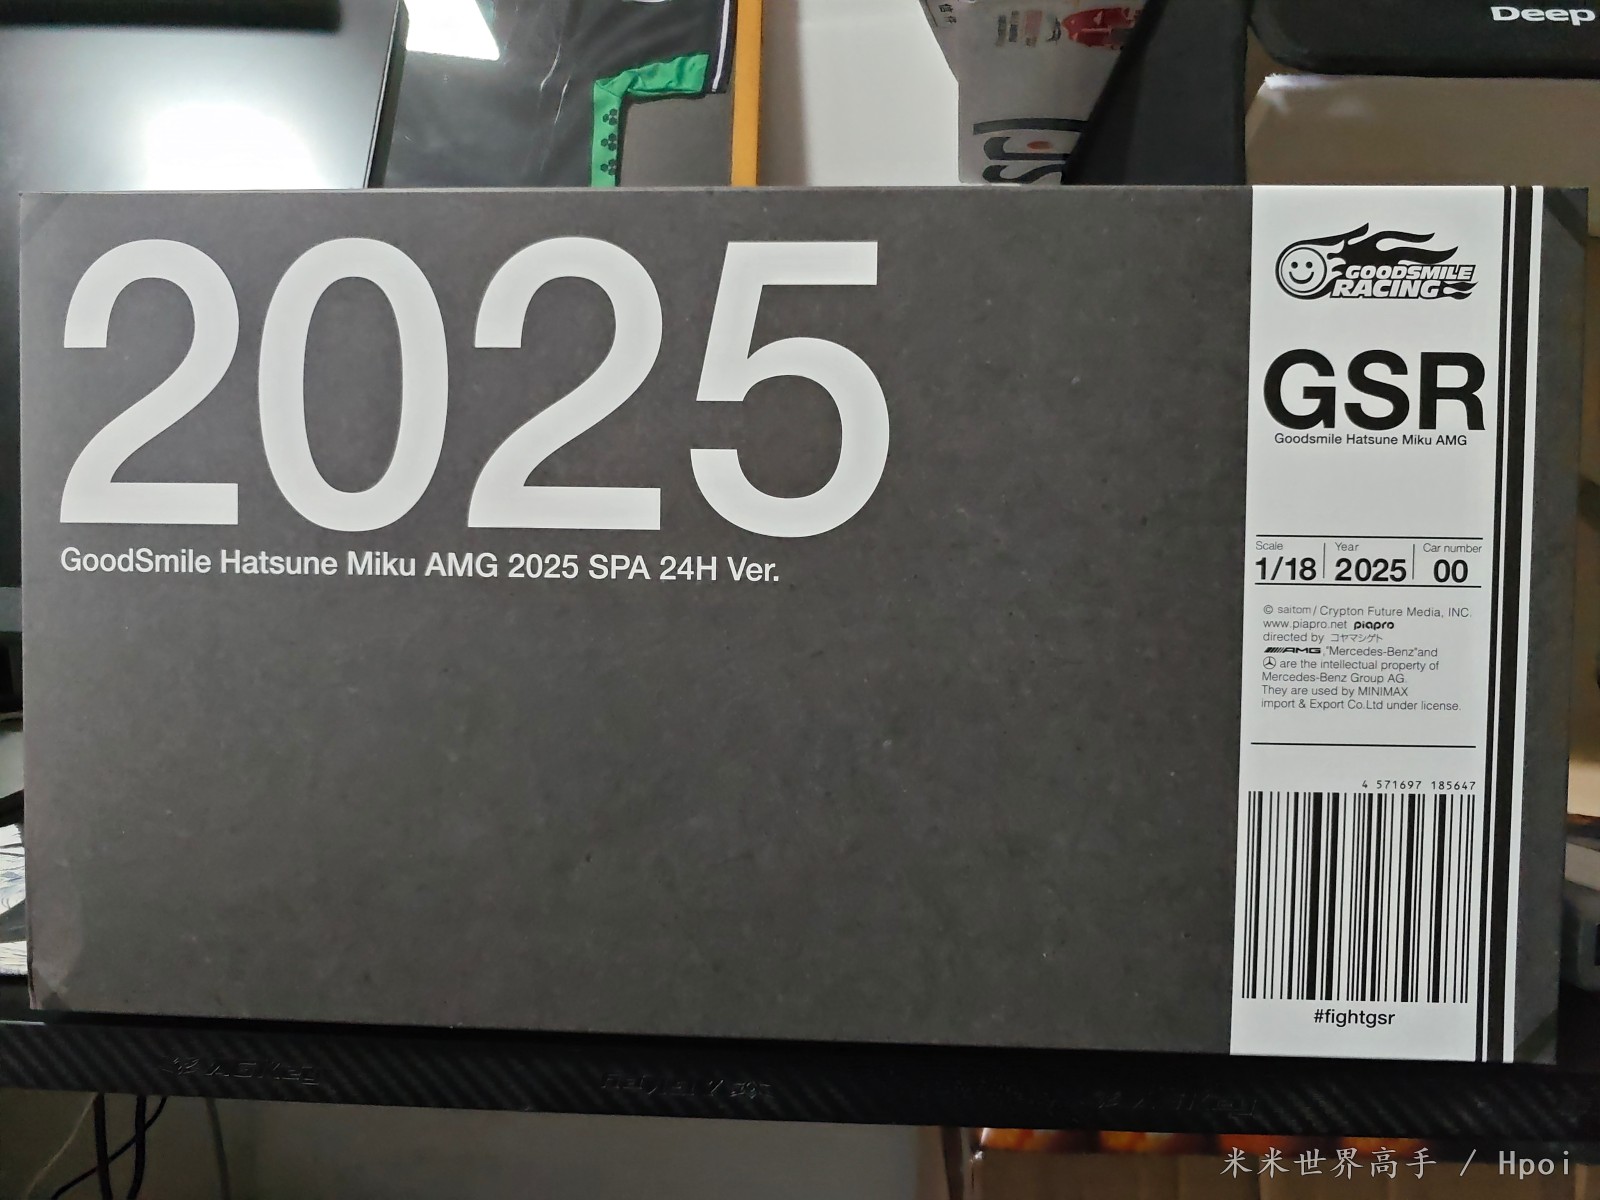 Deep
2025
GoodSmile Hatsune Miku AMG 2025 SPA 24H Ver.
GOODSMILE
RACING
GSR
Goodsmile Hatsune Miku AMG
Scale Year Car number
1/18 2025 00
© saitom / Crypton Future Media, INC.
www.piapro.net piapro
directed by コヤマシゲト
AMG,"Mercedes-Benz"and
are the intellectual property of
Mercedes-Benz Group AG.
They are used by MINIMAX
import & Export Co.Ltd under license.
4 571697 185647
#fightgsr
米米世界高手 / Hpoi